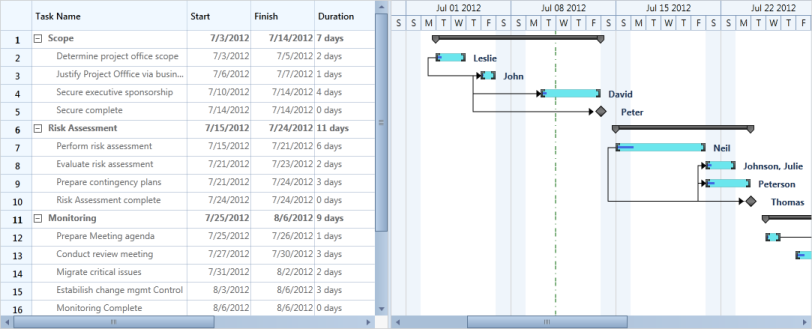 Task Name Start Finish Duration
1 Scope 7/3/2012 7/14/2012 7 days
2 Determine project office scope 7/3/2012 7/5/2012 2 days
3 Justify Project Offfice via busin... 7/6/2012 7/7/2012 1 days
4 Secure executive sponsorship 7/10/2012 7/14/2012 4 days
5 Secure complete 7/14/2012 7/14/2012 0 days
6 Risk Assessment 7/15/2012 7/24/2012 11 days
7 Perform risk assessment 7/15/2012 7/21/2012 6 days
8 Evaluate risk assessment 7/21/2012 7/23/2012 2 days
9 Prepare contingency plans 7/21/2012 7/24/2012 3 days
10 Risk Assessment complete 7/24/2012 7/24/2012 0 days
11 Monitoring 7/25/2012 8/6/2012 9 days
12 Prepare Meeting agenda 7/25/2012 7/26/2012 1 days
13 Conduct review meeting 7/27/2012 7/30/2012 3 days
14 Migrate critical issues 7/31/2012 8/2/2012 2 days
15 Estabilish change mgmt Control 8/3/2012 8/6/2012 3 days
16 Monitoring Complete 8/6/2012 8/6/2012 0 days
Jul 01 2012 Jul 08 2012 Jul 15 2012 Jul 22 2012
S S M T W T F S S M T W T F S S M T W T F S S M T W T F
Leslie
John
David
Peter
Neil
Johnson, Julie
Peterson
Thomas